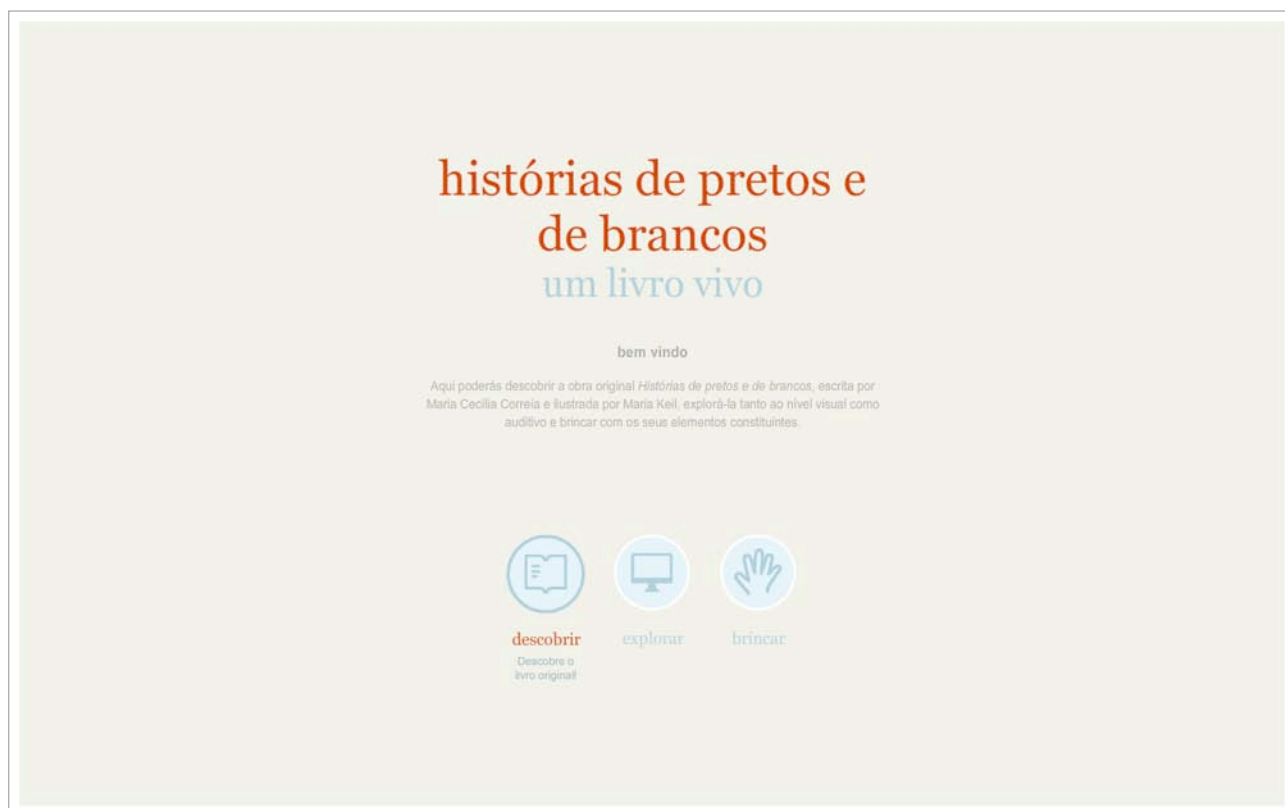 histórias de pretos e
de brancos
um livro vivo
bem vindo
Aqui poderás descobrir a obra original Histórias de pretos e de brancos, escrita por
Maria Cecília Correia e ilustrada por Maria Keil, explorá-la tanto ao nível visual como
auditivo e brincar com os seus elementos constituintes.
descobrir explorar brincar
Descobre o
livro original!